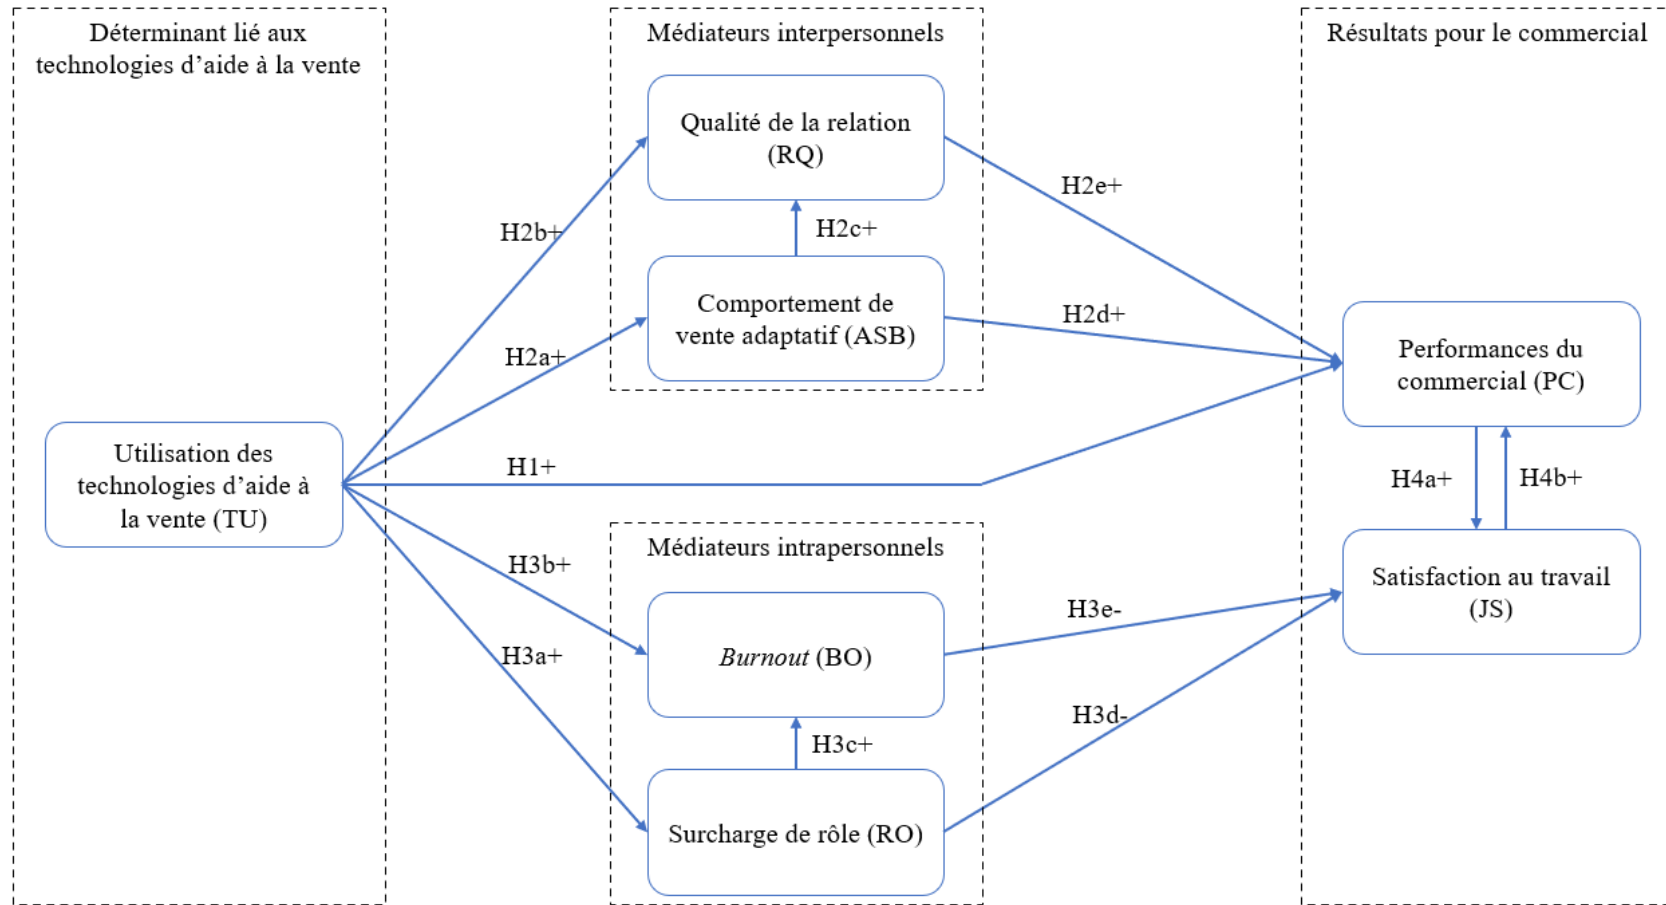 Déterminant lié aux
technologies d'aide à la vente
Médiateurs interpersonnels
Résultats pour le commercial
Qualité de la relation
(RQ)
H2e+
H2b+
H2c+
Comportement de
vente adaptatif (ASB)
H2d+
H2a+
Performances du
commercial (PC)
Utilisation des
technologies d'aide à
la vente (TU)
H1+
H4a+
H4b+
Médiateurs intrapersonnels
H3b+
Satisfaction au travail
(JS)
H3e-
Burnout (BO)
H3a+
H3d-
H3c+
Surcharge de rôle (RO)